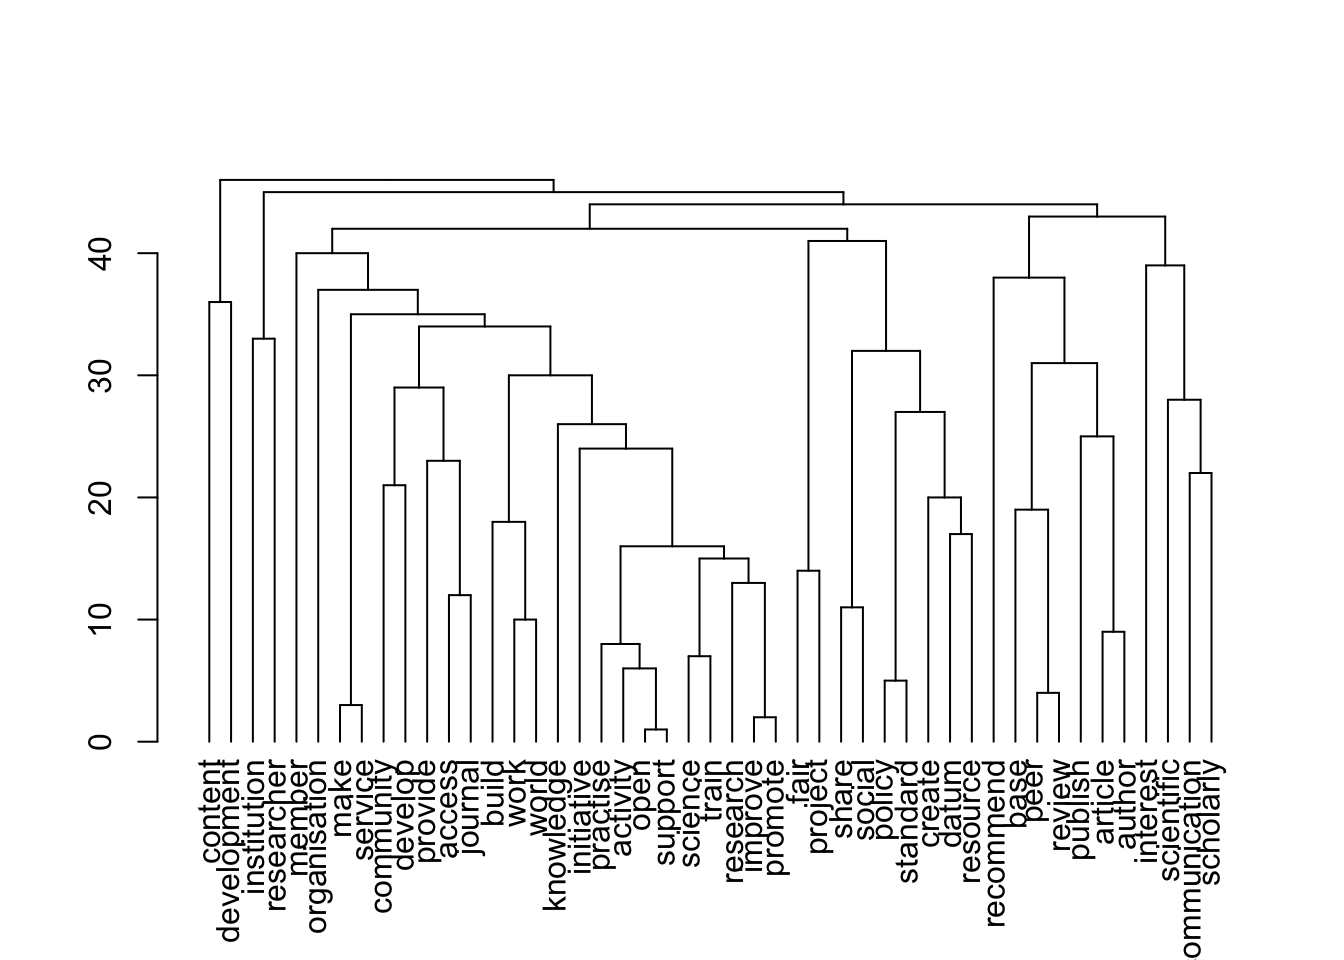 40
30
20
10
0
content
development
institution
researcher
member
organisation
make
service
community
develop
provide
access
journal
build
work
world
knowledge
initiative
practise
activity
open
support
science
train
research
improve
promote
fair
project
share
social
policy
standard
create
datum
resource
recommend
base
peer
review
publish
article
author
interest
scientific
ommunication
scholarly